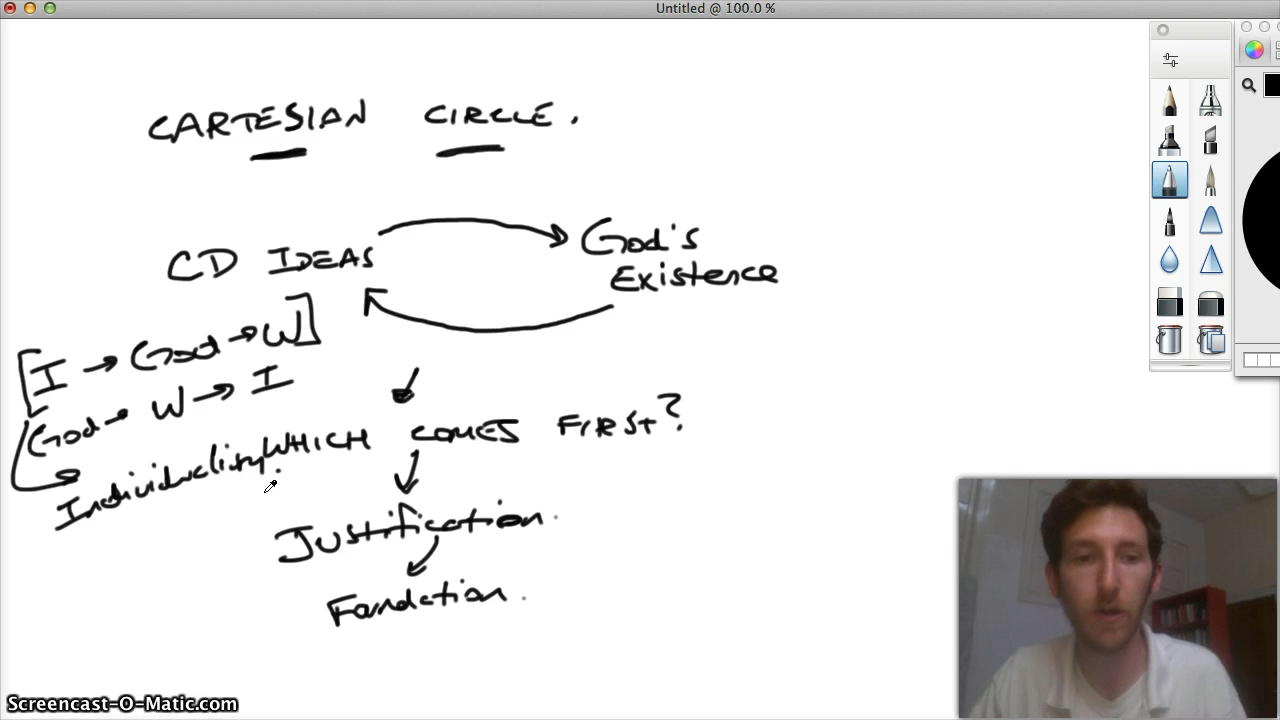 Untitled @ 100.0 %
CARTESIAN CIRCLE.
CD IDEAS
God's
Existence
[I → God → W]
God → W → I
Individuality.
WHICH COMES FIRST?
Justification.
Foundation.
Screencast-O-Matic.com